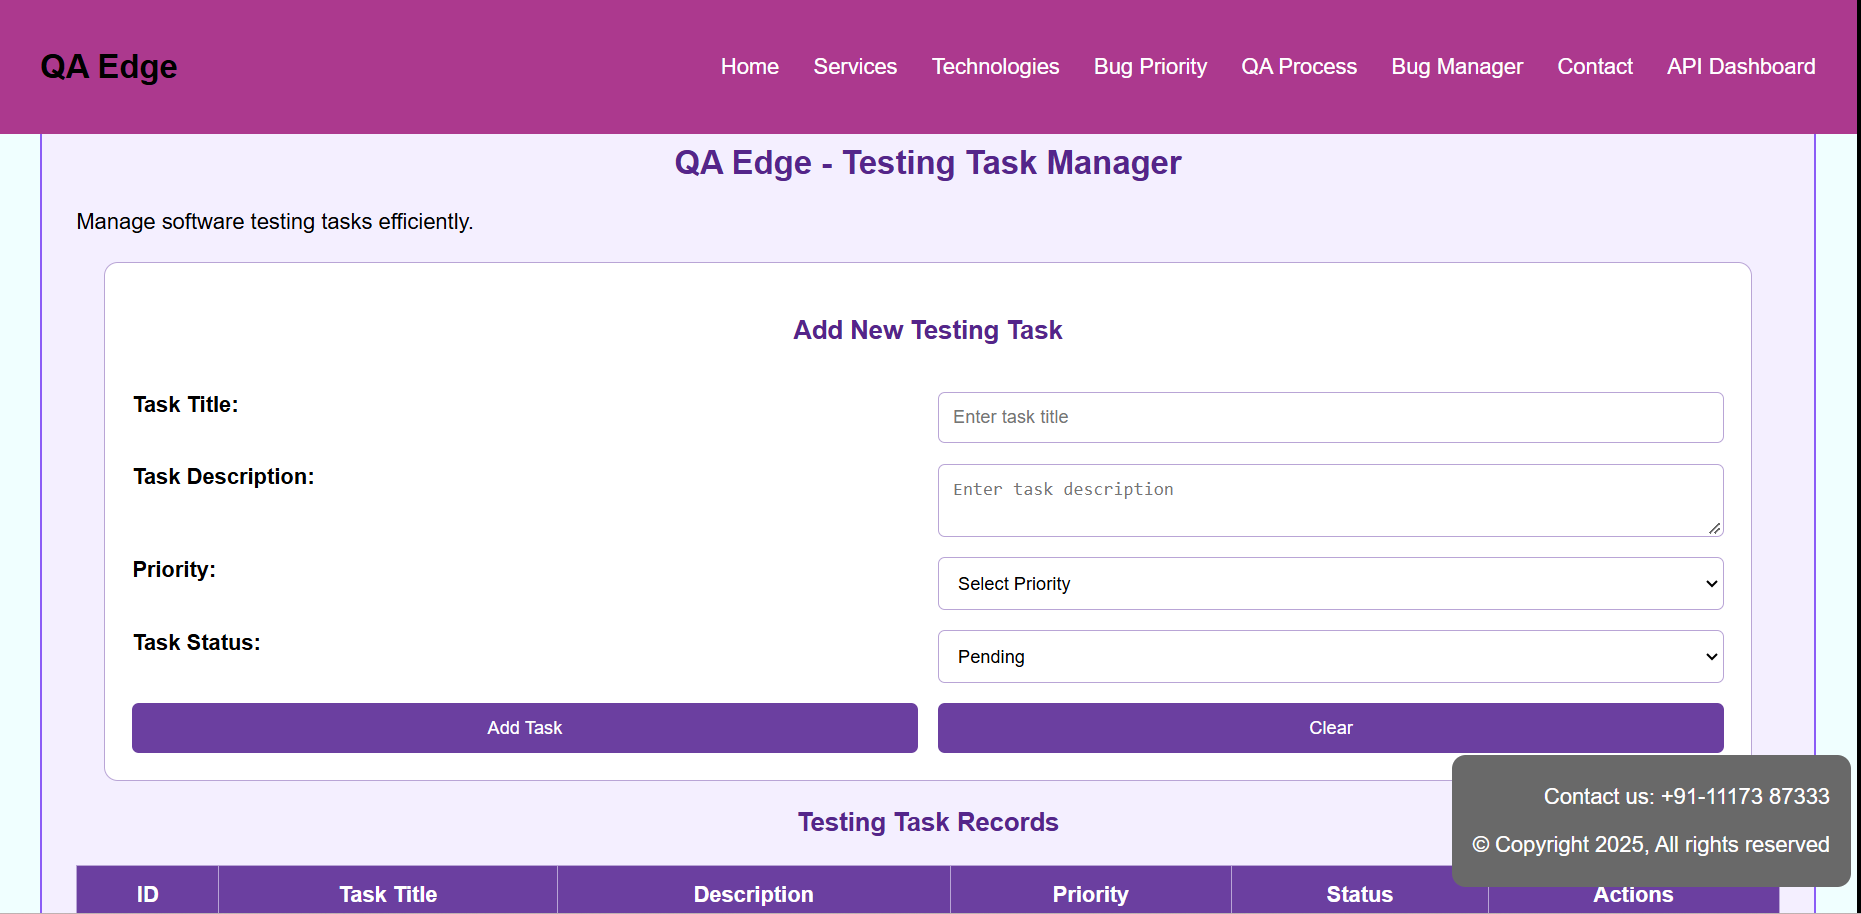 QA Edge
Home Services Technologies Bug Priority QA Process Bug Manager Contact API Dashboard
QA Edge - Testing Task Manager
Manage software testing tasks efficiently.
Add New Testing Task
Task Title:
Enter task title
Task Description:
Enter task description
Priority:
Select Priority
Task Status:
Pending
Add Task Clear
Testing Task Records
Contact us: +91-11173 87333
© Copyright 2025, All rights reserved
ID Task Title Description Priority Status Actions